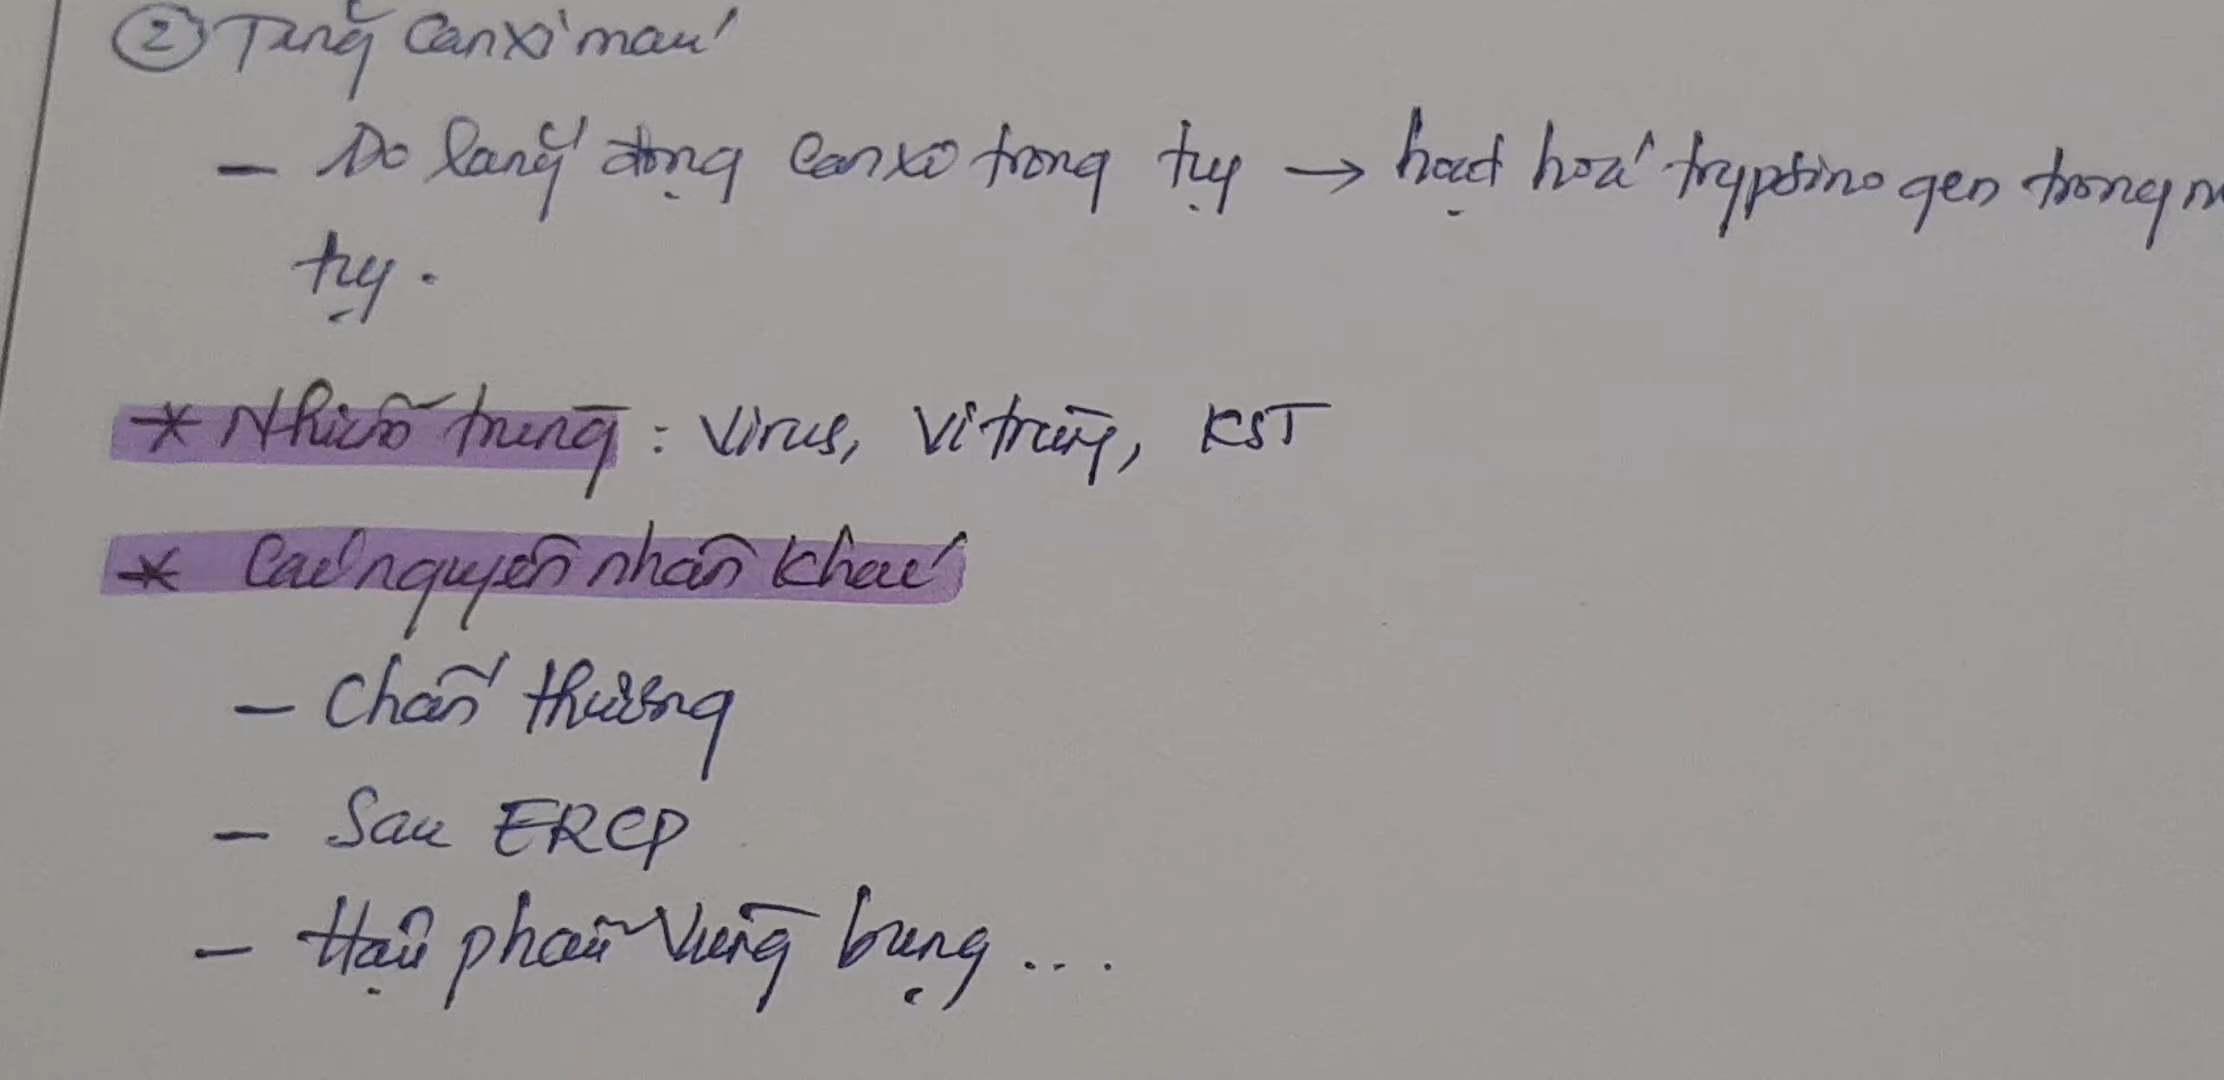 ② Tăng Canxi máu
- Do lắng đọng Canxi trong tụy → hoạt hoá trypsinogen trong
tụy.
* Nhiễm trùng : Virus, Vi trùng, KST
* Các nguyên nhân khác
- Chấn thương
- Sau ERCP
- Hậu phẫu vùng bụng ...